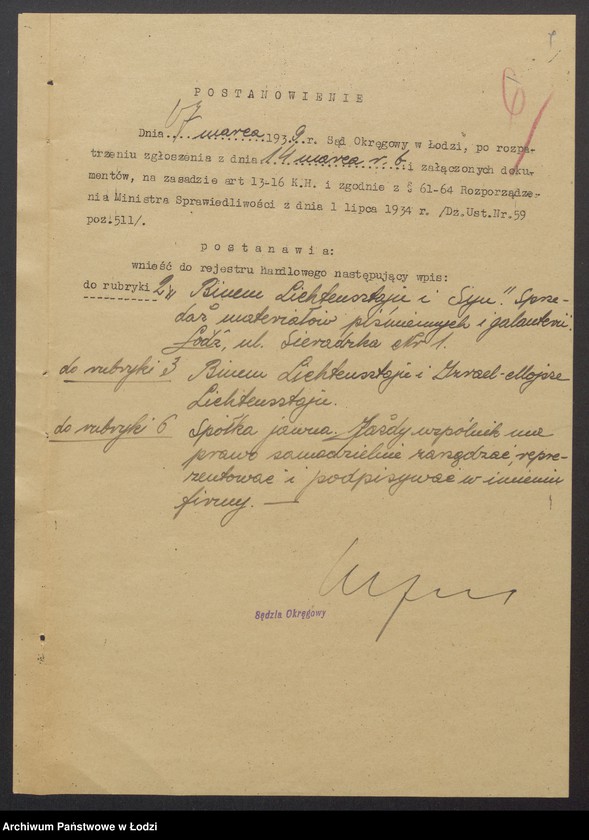 POSTANOWIENIE
Dnia 17 marca 1939 r. Sąd Okręgowy w Łodzi, po rozpa-
trzeniu zgłoszenia z dnia 14 marca r. b. i załączonych doku-
mentów, na zasadzie art 13-16 K.H. i zgodnie z § 61-64 Rozporządze-
nia Ministra Sprawiedliwości z dnia 1 lipca 1934 r. /Dz.Ust.Nr.59
poz.511/.
postanawia:
wnieść do rejestru Handlowego następujący wpis:
do rubryki 2 "Binem Lichtensztajn i Syn". Sprze-
daż materiałów piśmiennych i galanterii.
Łódź, ul. Sieradzka Nr 1.
do rubryki 3 Binem Lichtensztajn i Izrael-Mojsze
Lichtensztajn.
do rubryki 6 Spółka jawna. Każdy wspólnik ma
prawo samodzielnie zarządzać, repre-
zentować i podpisywać w imieniu
firmy. —
Sędzia Okręgowy
Archiwum Państwowe w Łodzi